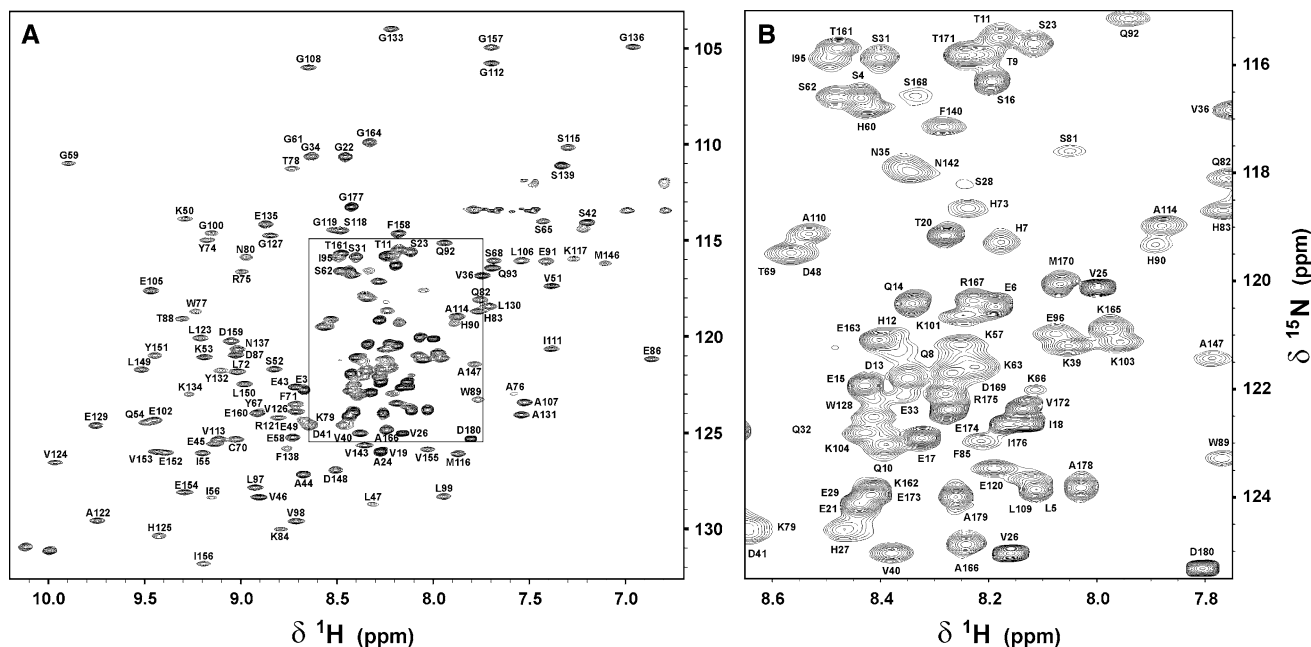 A
G133
G157
G136
G108
G112
105
G61
G164
G34
G22
S115
G59
T78
S139
110
G177
K50
E135
G119
S118
F158
S42
S65
G100
Y74
G127
T161
S31
T11
S23
Q92
N80
I95
L106
E91
K117
M146
115
R75
S62
S68
Q93
V36
V51
E105
Q82
L130
W77
A114
H83
T88
H90
L123
D159
N137
I111
120
Y151
K53
D87
E86
L149
L72
S52
A147
Y132
E43
E3
K134
L150
F71
W89
A76
Y67
V126
K79
A107
Q54
E102
E160
R121
E49
A131
E129
D41
V40
A166
V26
D180
125
V113
E45
C70
E58
V143
V19
V155
M116
V124
V153
E152
I55
F138
A24
D148
A44
L97
E154
I56
V46
L47
L99
A122
V98
K84
H125
130
I156
10.0
9.0
8.0
7.0
δ 1H (ppm)
B
T11
S23
T161
S31
T171
Q92
I95
T9
116
S4
S168
S62
S16
H60
F140
V36
S81
N35
N142
Q82
118
S28
H73
A110
T20
H7
A114
H83
T69
D48
H90
M170
V25
120
Q14
R167
E6
K165
E163
H12
K101
K57
E96
Q8
A147
D13
K63
K39
K103
E15
D169
K66
122
W128
R175
V172
E33
Q32
E174
I18
K104
I176
W89
Q10
E17
F85
K162
E120
A178
E29
E173
124
E21
L109
L5
K79
A179
D41
H27
V26
V40
A166
D180
8.6
8.4
8.2
8.0
7.8
δ 1H (ppm)
δ 15N (ppm)